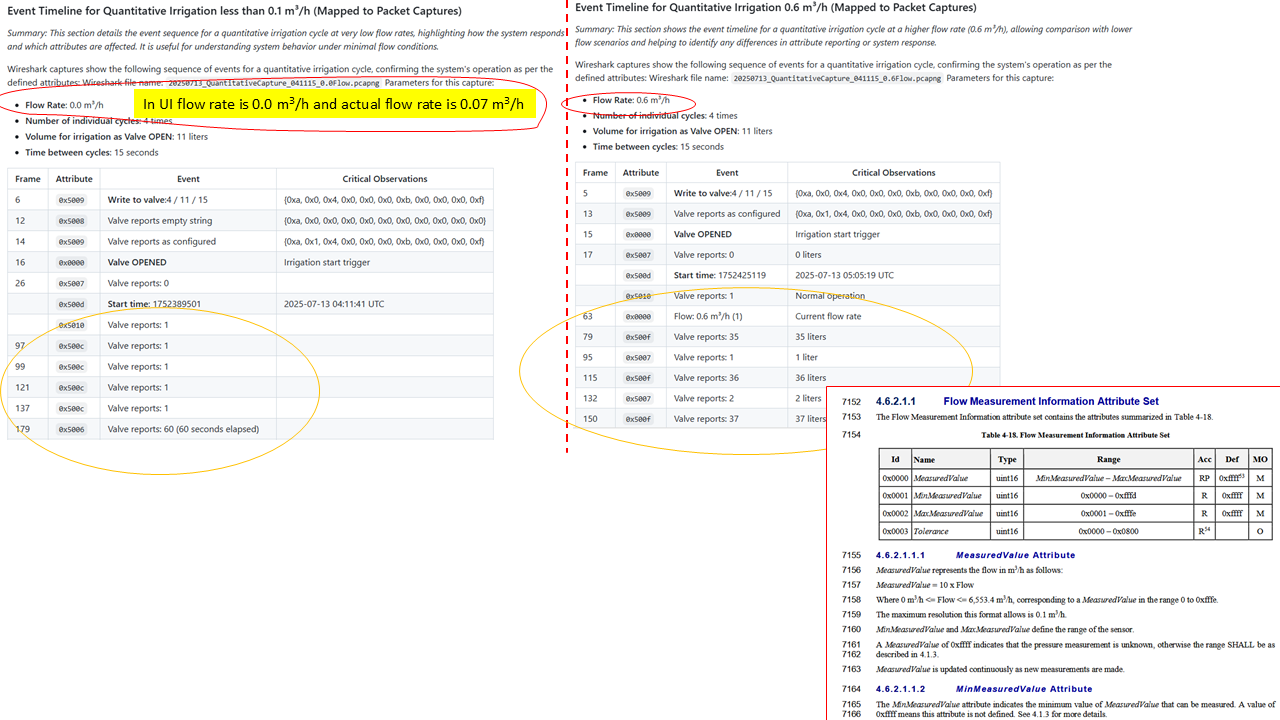 Event Timeline for Quantitative Irrigation less than 0.1 m³/h (Mapped to Packet Captures)
Summary: This section details the event sequence for a quantitative irrigation cycle at very low flow rates, highlighting how the system responds
and which attributes are affected. It is useful for understanding system behavior under minimal flow conditions.
Wireshark captures show the following sequence of events for a quantitative irrigation cycle, confirming the system's operation as per the
defined attributes: Wireshark file name: 20250713_QuantitativeCapture_041115_0.0Flow.pcapng Parameters for this capture:
• Flow Rate: 0.0 m³/h
In UI flow rate is 0.0 m³/h and actual flow rate is 0.07 m³/h
• Number of individual cycles: 4 times
• Volume for irrigation as Valve OPEN: 11 liters
• Time between cycles: 15 seconds
Frame Attribute Event Critical Observations
6 0x5009 Write to valve:4 / 11 / 15 {0xa, 0x0, 0x4, 0x0, 0x0, 0x0, 0xb, 0x0, 0x0, 0x0, 0xf}
12 0x5008 Valve reports empty string {0xa, 0x0, 0x0, 0x0, 0x0, 0x0, 0x0, 0x0, 0x0, 0x0, 0x0}
14 0x5009 Valve reports as configured {0xa, 0x1, 0x4, 0x0, 0x0, 0x0, 0xb, 0x0, 0x0, 0x0, 0xf}
16 0x0000 Valve OPENED Irrigation start trigger
26 0x5007 Valve reports: 0
0x500d Start time: 1752389501 2025-07-13 04:11:41 UTC
0x5010 Valve reports: 1
97 0x500c Valve reports: 1
99 0x500c Valve reports: 1
121 0x500c Valve reports: 1
137 0x500c Valve reports: 1
179 0x5006 Valve reports: 60 (60 seconds elapsed)
Event Timeline for Quantitative Irrigation 0.6 m³/h (Mapped to Packet Captures)
Summary: This section shows the event timeline for a quantitative irrigation cycle at a higher flow rate (0.6 m³/h), allowing comparison with lower
flow scenarios and helping to identify any differences in attribute reporting or system response.
Wireshark captures show the following sequence of events for a quantitative irrigation cycle, confirming the system's operation as per the
defined attributes: Wireshark file name: 20250713_QuantitativeCapture_041115_0.6Flow.pcapng Parameters for this capture:
• Flow Rate: 0.6 m³/h
• Number of individual cycles: 4 times
• Volume for irrigation as Valve OPEN: 11 liters
• Time between cycles: 15 seconds
Frame Attribute Event Critical Observations
5 0x5009 Write to valve:4 / 11 / 15 {0xa, 0x0, 0x4, 0x0, 0x0, 0x0, 0xb, 0x0, 0x0, 0x0, 0xf}
13 0x5009 Valve reports as configured {0xa, 0x1, 0x4, 0x0, 0x0, 0x0, 0xb, 0x0, 0x0, 0x0, 0xf}
15 0x0000 Valve OPENED Irrigation start trigger
17 0x5007 Valve reports: 0 0 liters
0x500d Start time: 1752425119 2025-07-13 05:05:19 UTC
0x5010 Valve reports: 1 Normal operation
63 0x0000 Flow: 0.6 m³/h (1) Current flow rate
79 0x500f Valve reports: 35 35 liters
95 0x5007 Valve reports: 1 1 liter
115 0x500f Valve reports: 36 36 liters
132 0x5007 Valve reports: 2 2 liters
150 0x500f Valve reports: 37 37 liters
7152 4.6.2.1.1 Flow Measurement Information Attribute Set
7153 The Flow Measurement Information attribute set contains the attributes summarized in Table 4-18.
7154 Table 4-18. Flow Measurement Information Attribute Set
Id Name Type Range Acc Def MO
0x0000 MeasuredValue uint16 MinMeasuredValue – MaxMeasuredValue RP 0xffff⁵³ M
0x0001 MinMeasuredValue uint16 0x0000 – 0xfffd R 0xffff M
0x0002 MaxMeasuredValue uint16 0x0001 – 0xfffe R 0xffff M
0x0003 Tolerance uint16 0x0000 – 0x0800 R⁵⁴ O
7155 4.6.2.1.1.1 MeasuredValue Attribute
7156 MeasuredValue represents the flow in m³/h as follows:
7157 MeasuredValue = 10 x Flow
7158 Where 0 m³/h <= Flow <= 6,553.4 m³/h, corresponding to a MeasuredValue in the range 0 to 0xfffe.
7159 The maximum resolution this format allows is 0.1 m³/h.
7160 MinMeasuredValue and MaxMeasuredValue define the range of the sensor.
7161 A MeasuredValue of 0xffff indicates that the pressure measurement is unknown, otherwise the range SHALL be as
7162 described in 4.1.3.
7163 MeasuredValue is updated continuously as new measurements are made.
7164 4.6.2.1.1.2 MinMeasuredValue Attribute
7165 The MinMeasuredValue attribute indicates the minimum value of MeasuredValue that can be measured. A value of
7166 0xffff means this attribute is not defined. See 4.1.3 for more details.